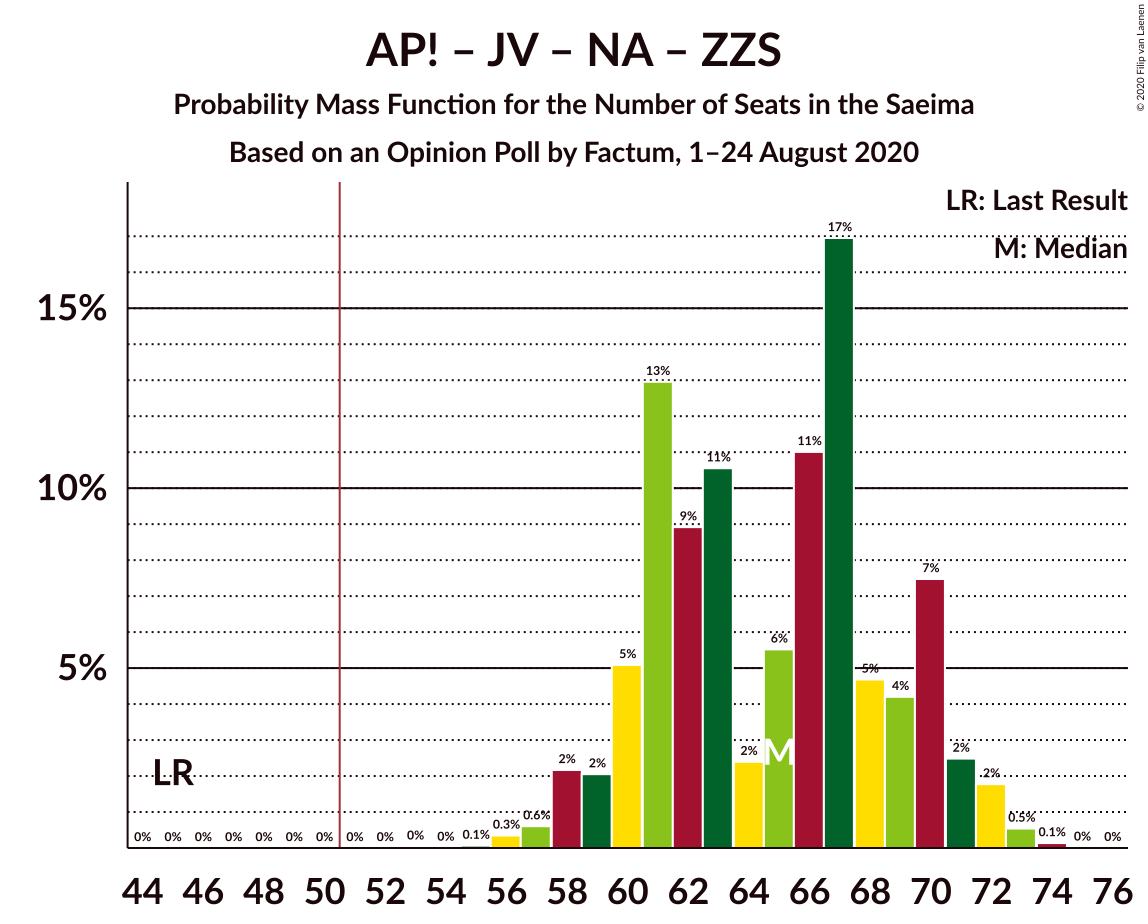 AP! – JV – NA – ZZS
Probability Mass Function for the Number of Seats in the Saeima
Based on an Opinion Poll by Factum, 1–24 August 2020
© 2020 Filip van Laenen
LR: Last Result
M: Median
15%
10%
5%
0% 0% 0% 0% 0% 0% 0% 0% 0% 0% 0% 0.1% 0.3% 0.6% 2% 2% 5% 13% 9% 11% 2% 6% 11% 17% 5% 4% 7% 2% 2% 0.5% 0.1% 0% 0%
LR
M
44 46 48 50 52 54 56 58 60 62 64 66 68 70 72 74 76